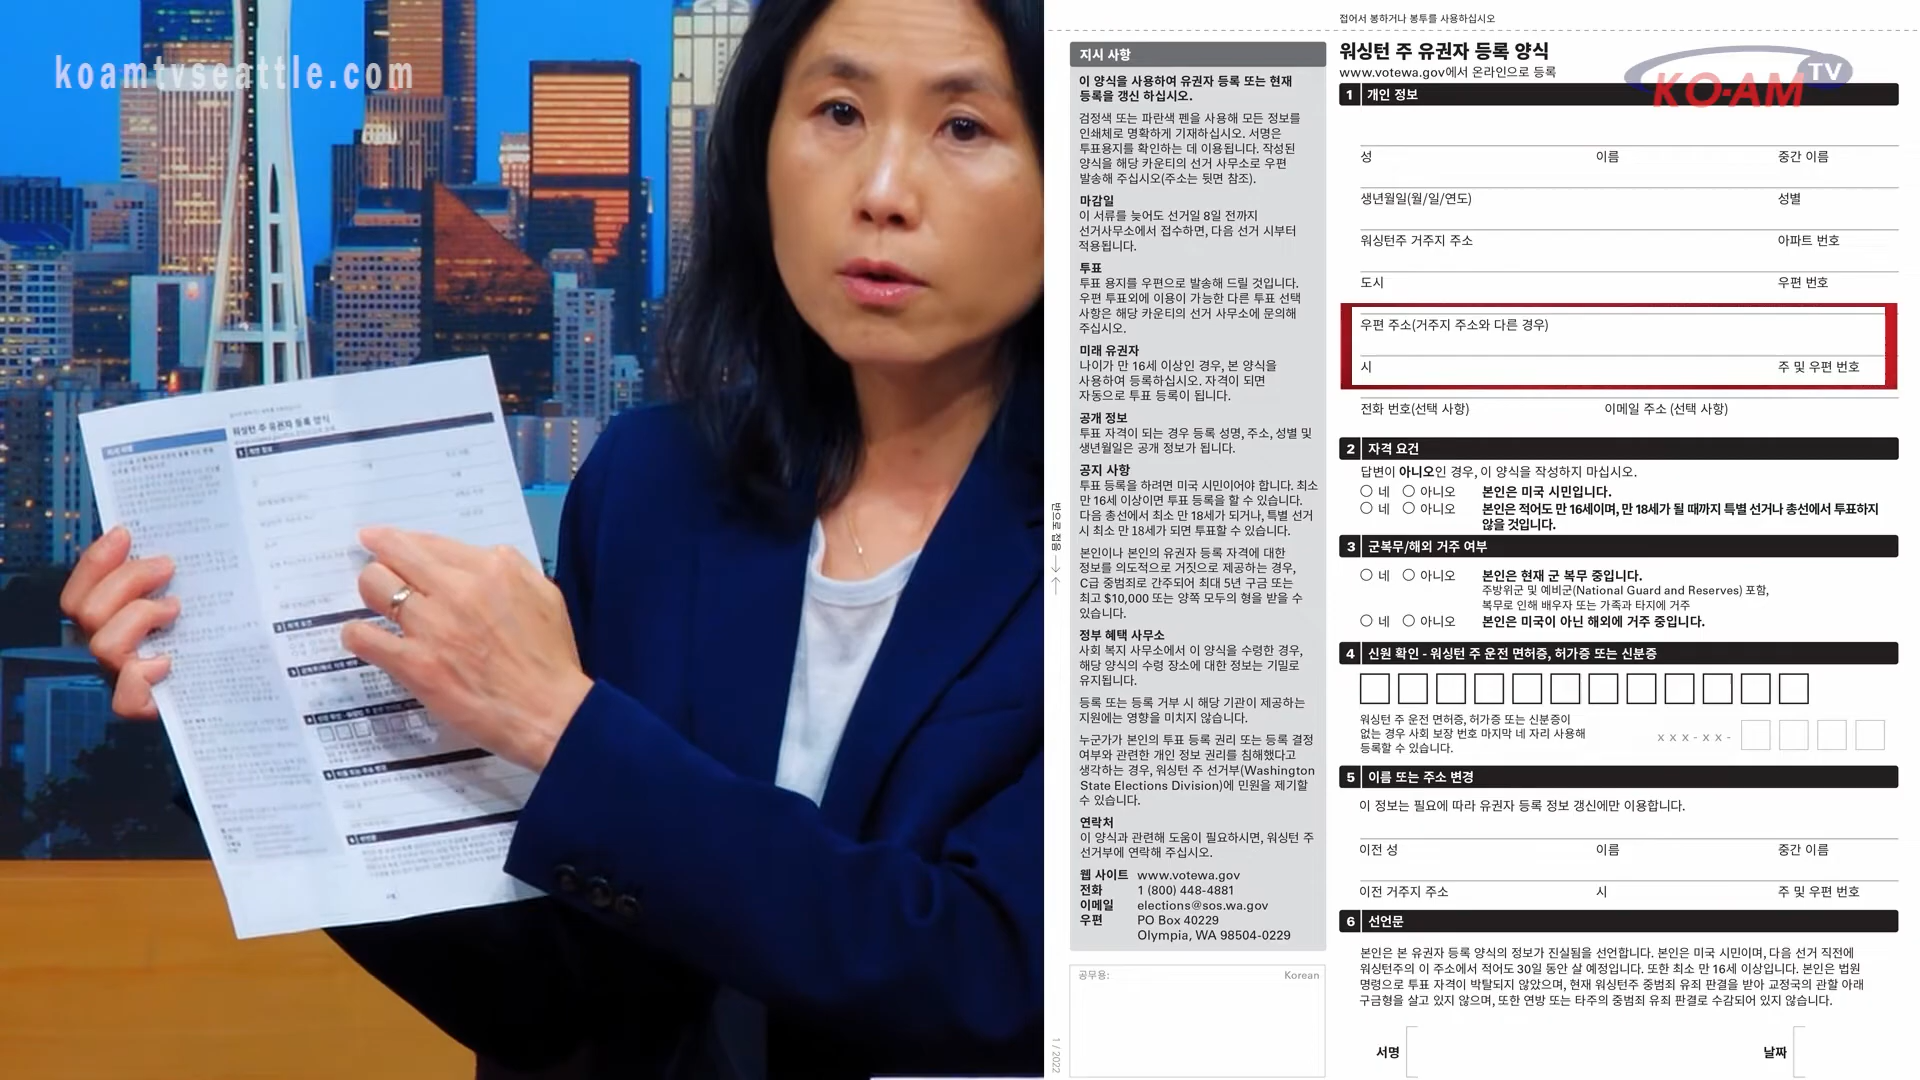 koamtvseattle.com
접어서 봉하거나 봉투를 사용하십시오
지시 사항
이 양식을 사용하여 유권자 등록 또는 현재
등록을 갱신 하십시오.
검정색 또는 파란색 펜을 사용해 모든 정보를
인쇄체로 명확하게 기재하십시오. 서명은
투표용지를 확인하는 데 이용됩니다. 작성된
양식을 해당 카운티의 선거 사무소로 우편
발송해 주십시오(주소는 뒷면 참조).
마감일
이 서류를 늦어도 선거일 8일 전까지
선거사무소에서 접수하면, 다음 선거 시부터
적용됩니다.
투표
투표 용지를 우편으로 발송해 드릴 것입니다.
우편 투표외에 이용이 가능한 다른 투표 선택
사항은 해당 카운티의 선거 사무소에 문의해
주십시오.
미래 유권자
나이가 만 16세 이상인 경우, 본 양식을
사용하여 등록하십시오. 자격이 되면
자동으로 투표 등록이 됩니다.
공개 정보
투표 자격이 되는 경우 등록 성명, 주소, 성별 및
생년월일은 공개 정보가 됩니다.
공지 사항
투표 등록을 하려면 미국 시민이어야 합니다. 최소
만 16세 이상이면 투표 등록을 할 수 있습니다.
다음 총선에서 최소 만 18세가 되거나, 특별 선거
시 최소 만 18세가 되면 투표할 수 있습니다.
본인이나 본인의 유권자 등록 자격에 대한
정보를 의도적으로 거짓으로 제공하는 경우,
C급 중범죄로 간주되어 최대 5년 구금 또는
최고 $10,000 또는 양쪽 모두의 형을 받을 수
있습니다.
정부 혜택 사무소
사회 복지 사무소에서 이 양식을 수령한 경우,
해당 양식의 수령 장소에 대한 정보는 기밀로
유지됩니다.
등록 또는 등록 거부 시 해당 기관이 제공하는
지원에는 영향을 미치지 않습니다.
누군가가 본인의 투표 등록 권리 또는 등록 결정
여부와 관련한 개인 정보 권리를 침해했다고
생각하는 경우, 워싱턴 주 선거부(Washington
State Elections Division)에 민원을 제기할
수 있습니다.
연락처
이 양식과 관련해 도움이 필요하시면, 워싱턴 주
선거부에 연락해 주십시오.
웹 사이트 www.votewa.gov
전화 1 (800) 448-4881
이메일 elections@sos.wa.gov
우편 PO Box 40229
Olympia, WA 98504-0229
공무용: Korean
반으로 접음
1 / 2022
워싱턴 주 유권자 등록 양식
www.votewa.gov에서 온라인으로 등록
KO-AM TV
1 개인 정보
성 이름 중간 이름
생년월일(월/일/연도) 성별
워싱턴주 거주지 주소 아파트 번호
도시 우편 번호
우편 주소(거주지 주소와 다른 경우)
시 주 및 우편 번호
전화 번호(선택 사항) 이메일 주소 (선택 사항)
2 자격 요건
답변이 아니오인 경우, 이 양식을 작성하지 마십시오.
네 아니오 본인은 미국 시민입니다.
네 아니오 본인은 적어도 만 16세이며, 만 18세가 될 때까지 특별 선거나 총선에서 투표하지
않을 것입니다.
3 군복무/해외 거주 여부
네 아니오 본인은 현재 군 복무 중입니다.
주방위군 및 예비군(National Guard and Reserves) 포함,
복무로 인해 배우자 또는 가족과 타지에 거주
네 아니오 본인은 미국이 아닌 해외에 거주 중입니다.
4 신원 확인 - 워싱턴 주 운전 면허증, 허가증 또는 신분증
워싱턴 주 운전 면허증, 허가증 또는 신분증이
없는 경우 사회 보장 번호 마지막 네 자리 사용해
등록할 수 있습니다.
x x x - x x -
5 이름 또는 주소 변경
이 정보는 필요에 따라 유권자 등록 정보 갱신에만 이용합니다.
이전 성 이름 중간 이름
이전 거주지 주소 시 주 및 우편 번호
6 선언문
본인은 본 유권자 등록 양식의 정보가 진실됨을 선언합니다. 본인은 미국 시민이며, 다음 선거 직전에
워싱턴주의 이 주소에서 적어도 30일 동안 살 예정입니다. 또한 최소 만 16세 이상입니다. 본인은 법원
명령으로 투표 자격이 박탈되지 않았으며, 현재 워싱턴주 중범죄 유죄 판결을 받아 교정국의 관할 아래
구금형을 살고 있지 않으며, 또한 연방 또는 타주의 중범죄 유죄 판결로 수감되어 있지 않습니다.
서명 날짜
워싱턴 주 유권자 등록 양식